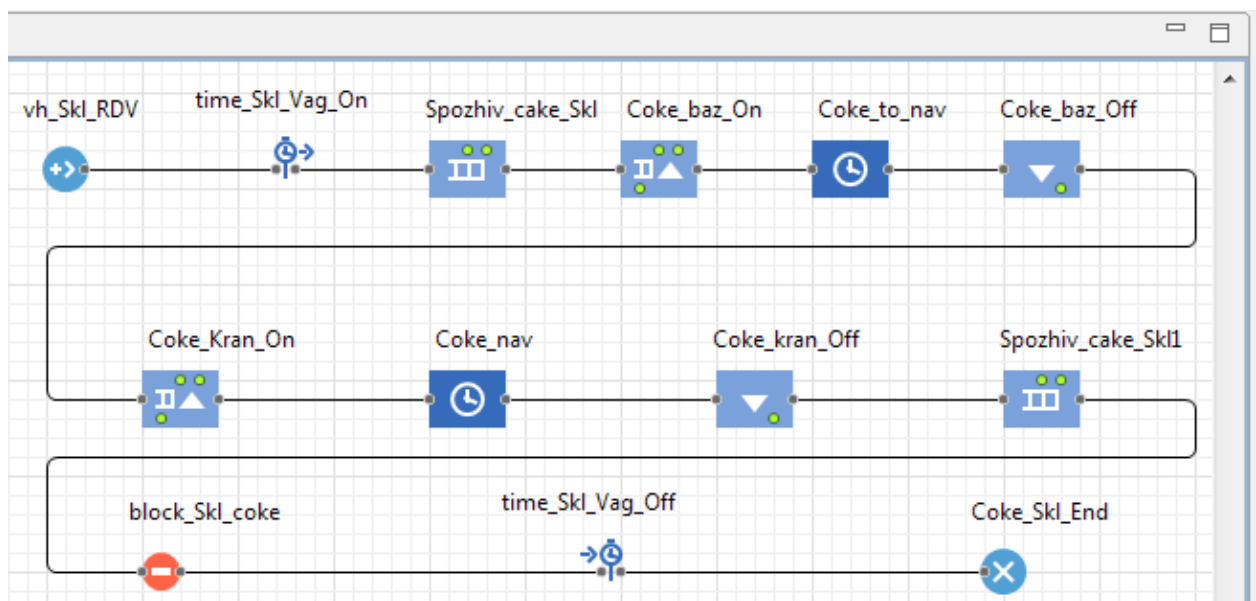 vh_Skl_RDV
time_Skl_Vag_On
Spozhiv_cake_Skl
Coke_baz_On
Coke_to_nav
Coke_baz_Off
Coke_Kran_On
Coke_nav
Coke_kran_Off
Spozhiv_cake_Skl1
block_Skl_coke
time_Skl_Vag_Off
Coke_Skl_End